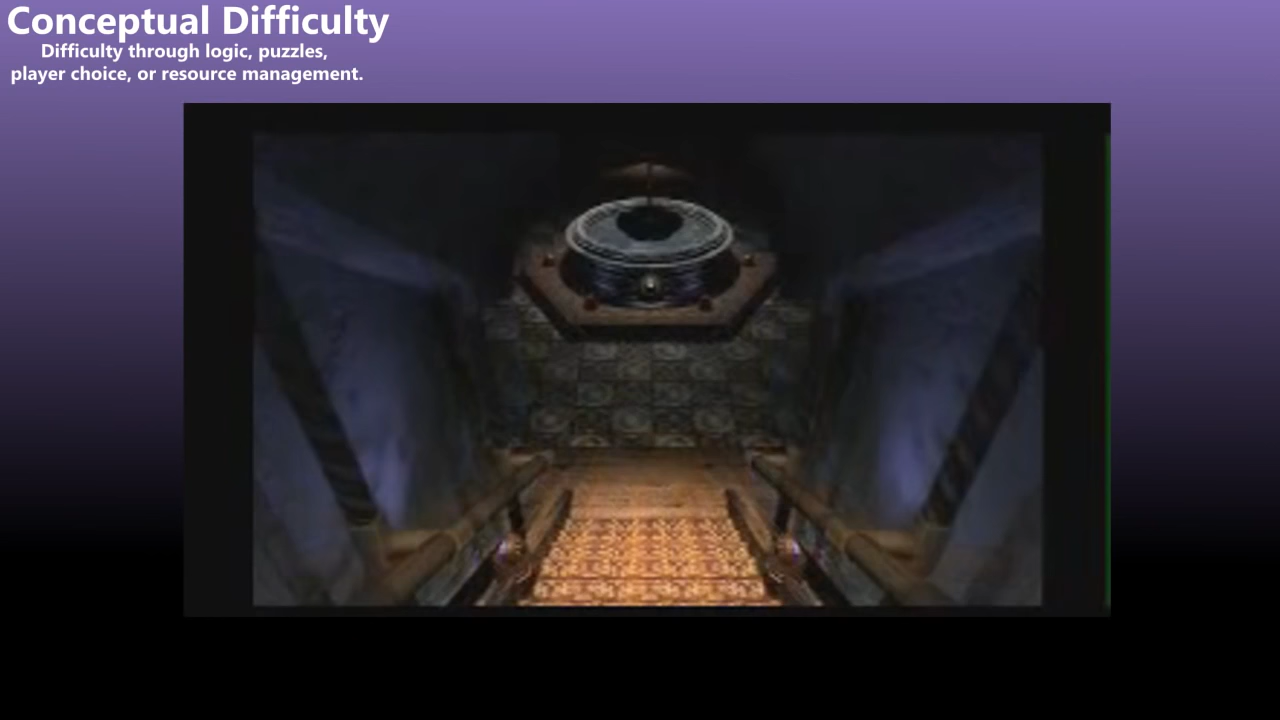 Conceptual Difficulty
Difficulty through logic, puzzles,
player choice, or resource management.